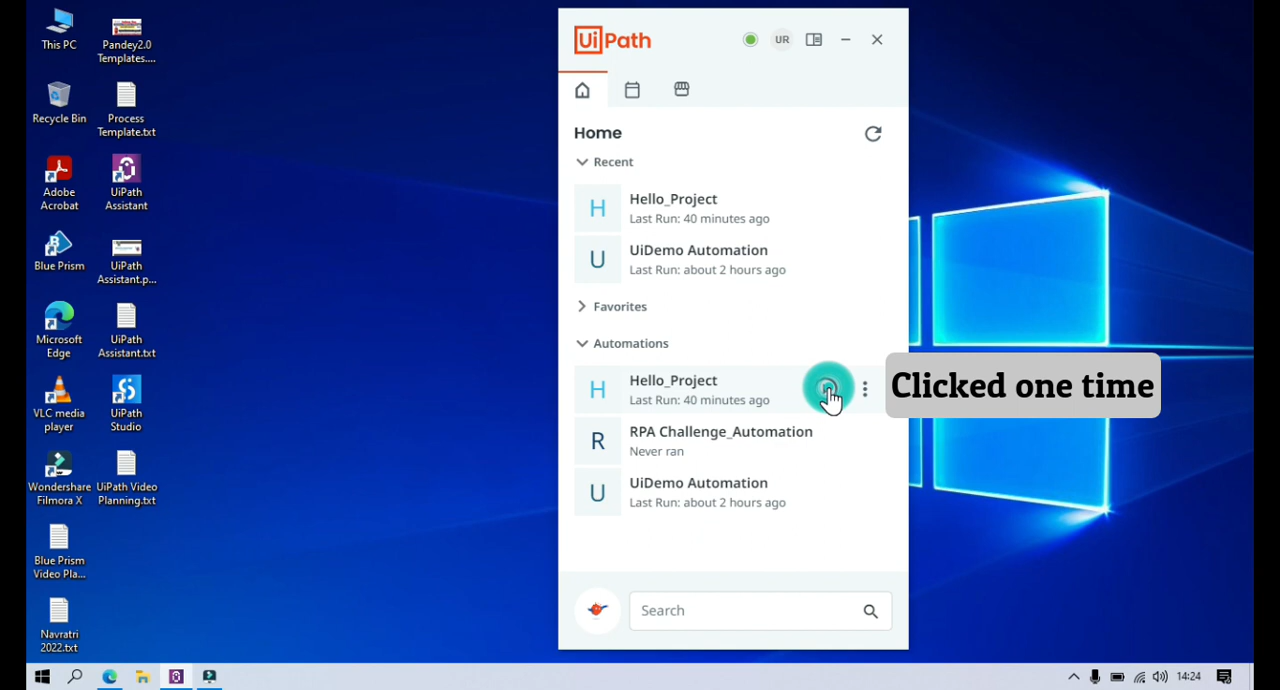 This PC
Pandey2.0
Templates....
Recycle Bin
Process
Template.txt
Adobe
Acrobat
UiPath
Assistant
Blue Prism
UiPath
Assistant.p...
Microsoft
Edge
UiPath
Assistant.txt
VLC media
player
UiPath
Studio
Wondershare
Filmora X
UiPath Video
Planning.txt
Blue Prism
Video Pla...
Navratri
2022.txt
UiPath
UR
Home
Recent
H
Hello_Project
Last Run: 40 minutes ago
U
UiDemo Automation
Last Run: about 2 hours ago
Favorites
Automations
H
Hello_Project
Last Run: 40 minutes ago
Clicked one time
R
RPA Challenge_Automation
Never ran
U
UiDemo Automation
Last Run: about 2 hours ago
Search
14:24